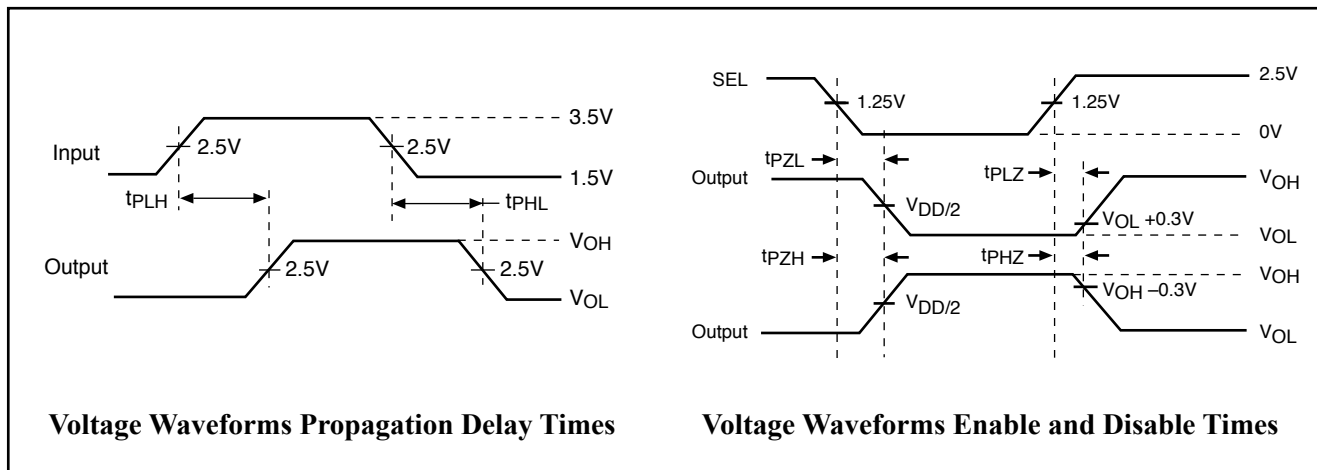 3.5V
Input
2.5V
2.5V
1.5V
tPLH
tPHL
VOH
Output
2.5V
2.5V
VOL
Voltage Waveforms Propagation Delay Times
SEL
2.5V
1.25V
1.25V
0V
tPZL
tPLZ
Output
VOH
VDD/2
VOL +0.3V
VOL
tPZH
tPHZ
VOH
VDD/2
VOH –0.3V
Output
VOL
Voltage Waveforms Enable and Disable Times